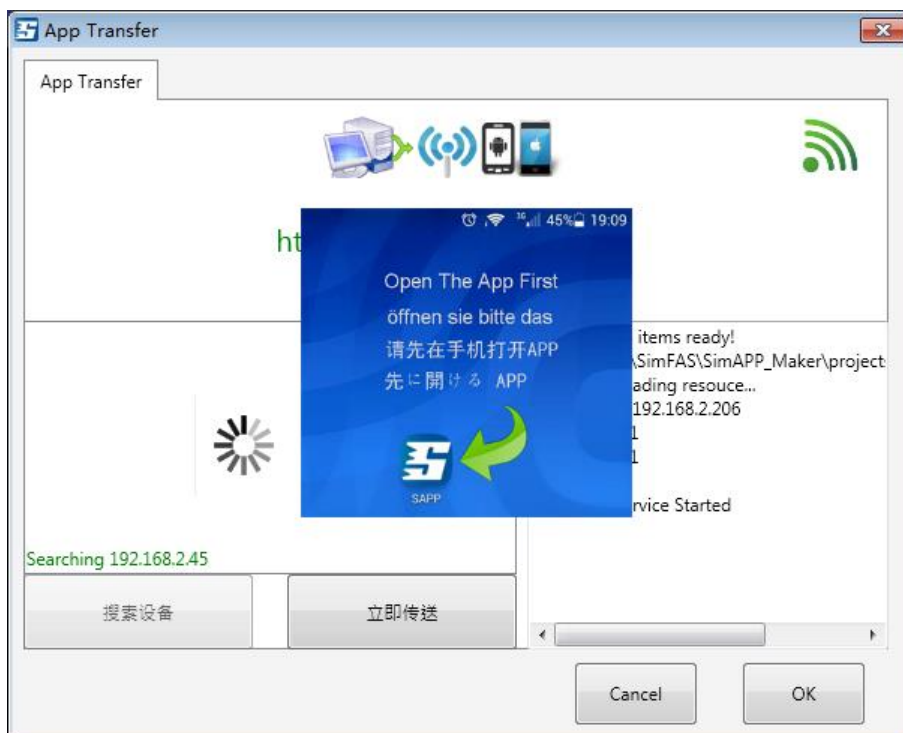 App Transfer
App Transfer
ht
3G 45% 19:09
Open The App First
öffnen sie bitte das
请先在手机打开APP
先に開ける APP
SAPP
items ready!
\SimFAS\SimAPP_Maker\project
ading resouce...
192.168.2.206
1
1
rvice Started
Searching 192.168.2.45
搜索设备
立即传送
Cancel
OK